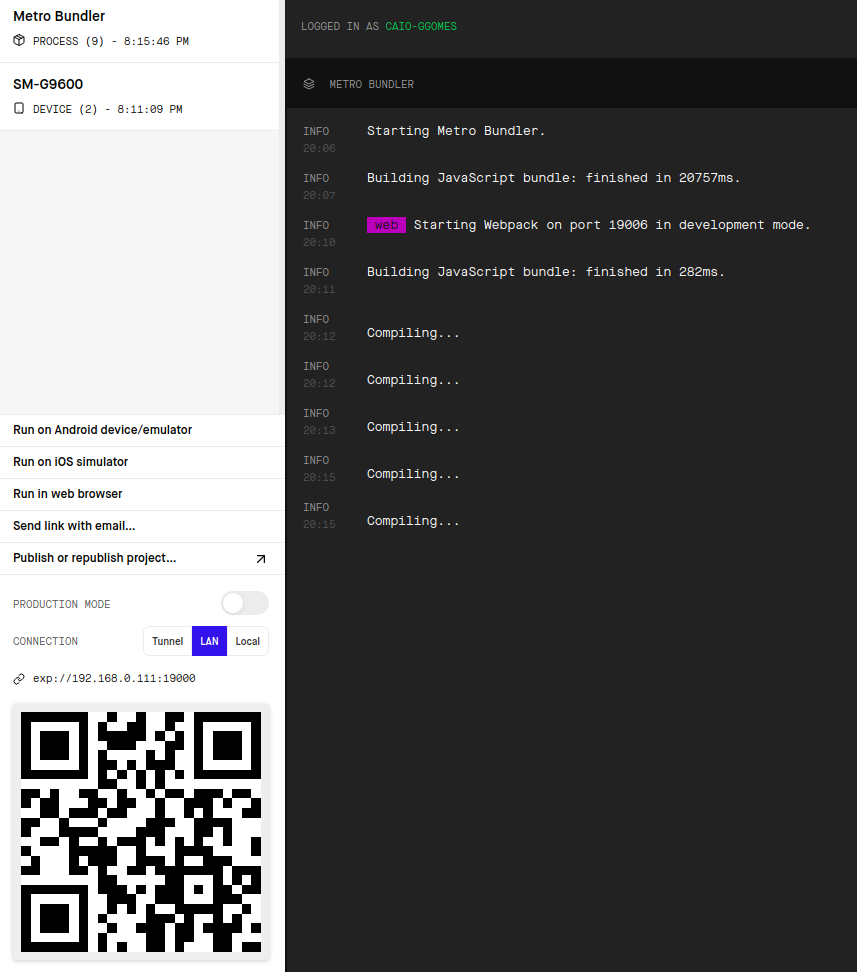 Metro Bundler
PROCESS (9) - 8:15:46 PM
SM-G9600
DEVICE (2) - 8:11:09 PM
Run on Android device/emulator
Run on iOS simulator
Run in web browser
Send link with email...
Publish or republish project...
PRODUCTION MODE
CONNECTION
Tunnel LAN Local
exp://192.168.0.111:19000
LOGGED IN AS CAIO-GGOMES
METRO BUNDLER
INFO Starting Metro Bundler.
20:06
INFO Building JavaScript bundle: finished in 20757ms.
20:07
INFO web Starting Webpack on port 19006 in development mode.
20:10
INFO Building JavaScript bundle: finished in 282ms.
20:11
INFO
20:12 Compiling...
INFO
20:12 Compiling...
INFO
20:13 Compiling...
INFO
20:15 Compiling...
INFO
20:15 Compiling...